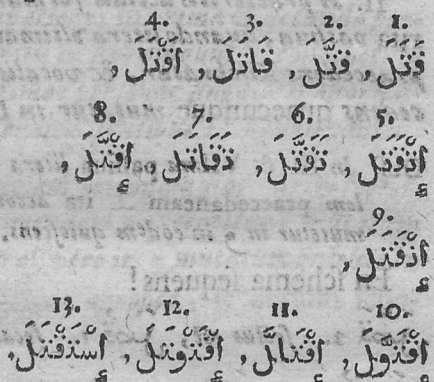 1. 2. 3. 4.
قَتَلَ, قَتَّلَ, قَاتَلَ, اَقْتَلَ,
5. 6. 7. 8.
تَقَتَّلَ, تَقَاتَلَ, اِقْتَلَّ,
9.
اِنْقَتَلَ,
10. 11. 12. 13.
اِقْتَوَّلَ, اِقْتَالَّ, اِقْتَوْتَلَ, اِسْتَقْتَلَ,